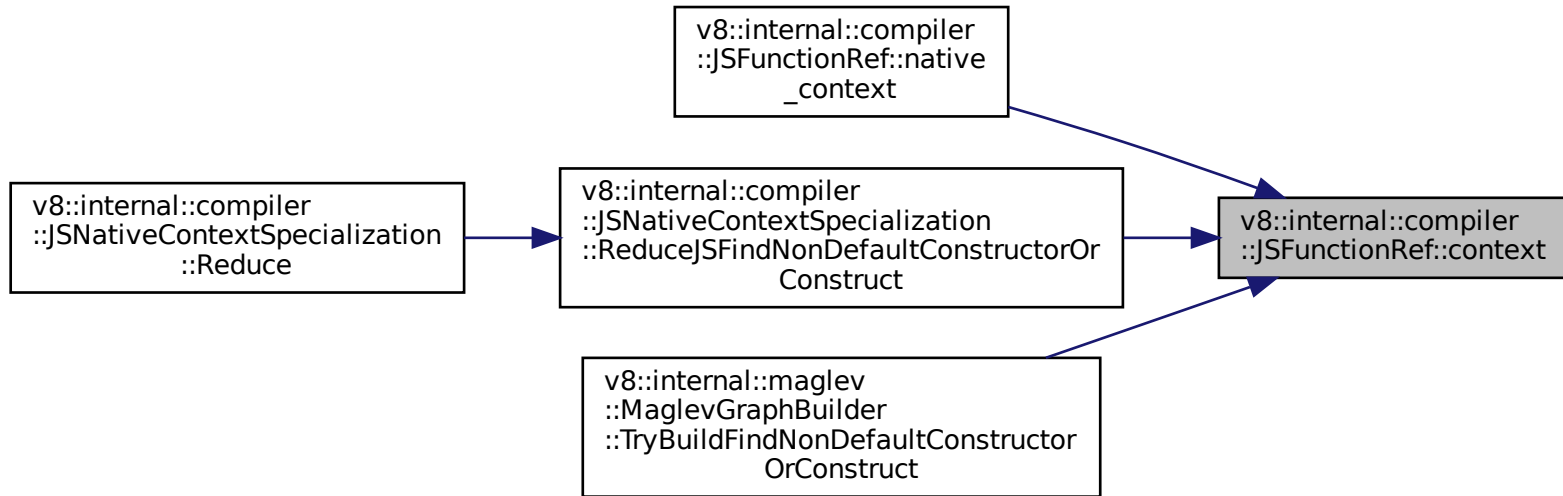 v8::internal::compiler
::JSFunctionRef::native
_context
v8::internal::compiler
::JSNativeContextSpecialization
::Reduce
v8::internal::compiler
::JSNativeContextSpecialization
::ReduceJSFindNonDefaultConstructorOr
Construct
v8::internal::compiler
::JSFunctionRef::context
v8::internal::maglev
::MaglevGraphBuilder
::TryBuildFindNonDefaultConstructor
OrConstruct